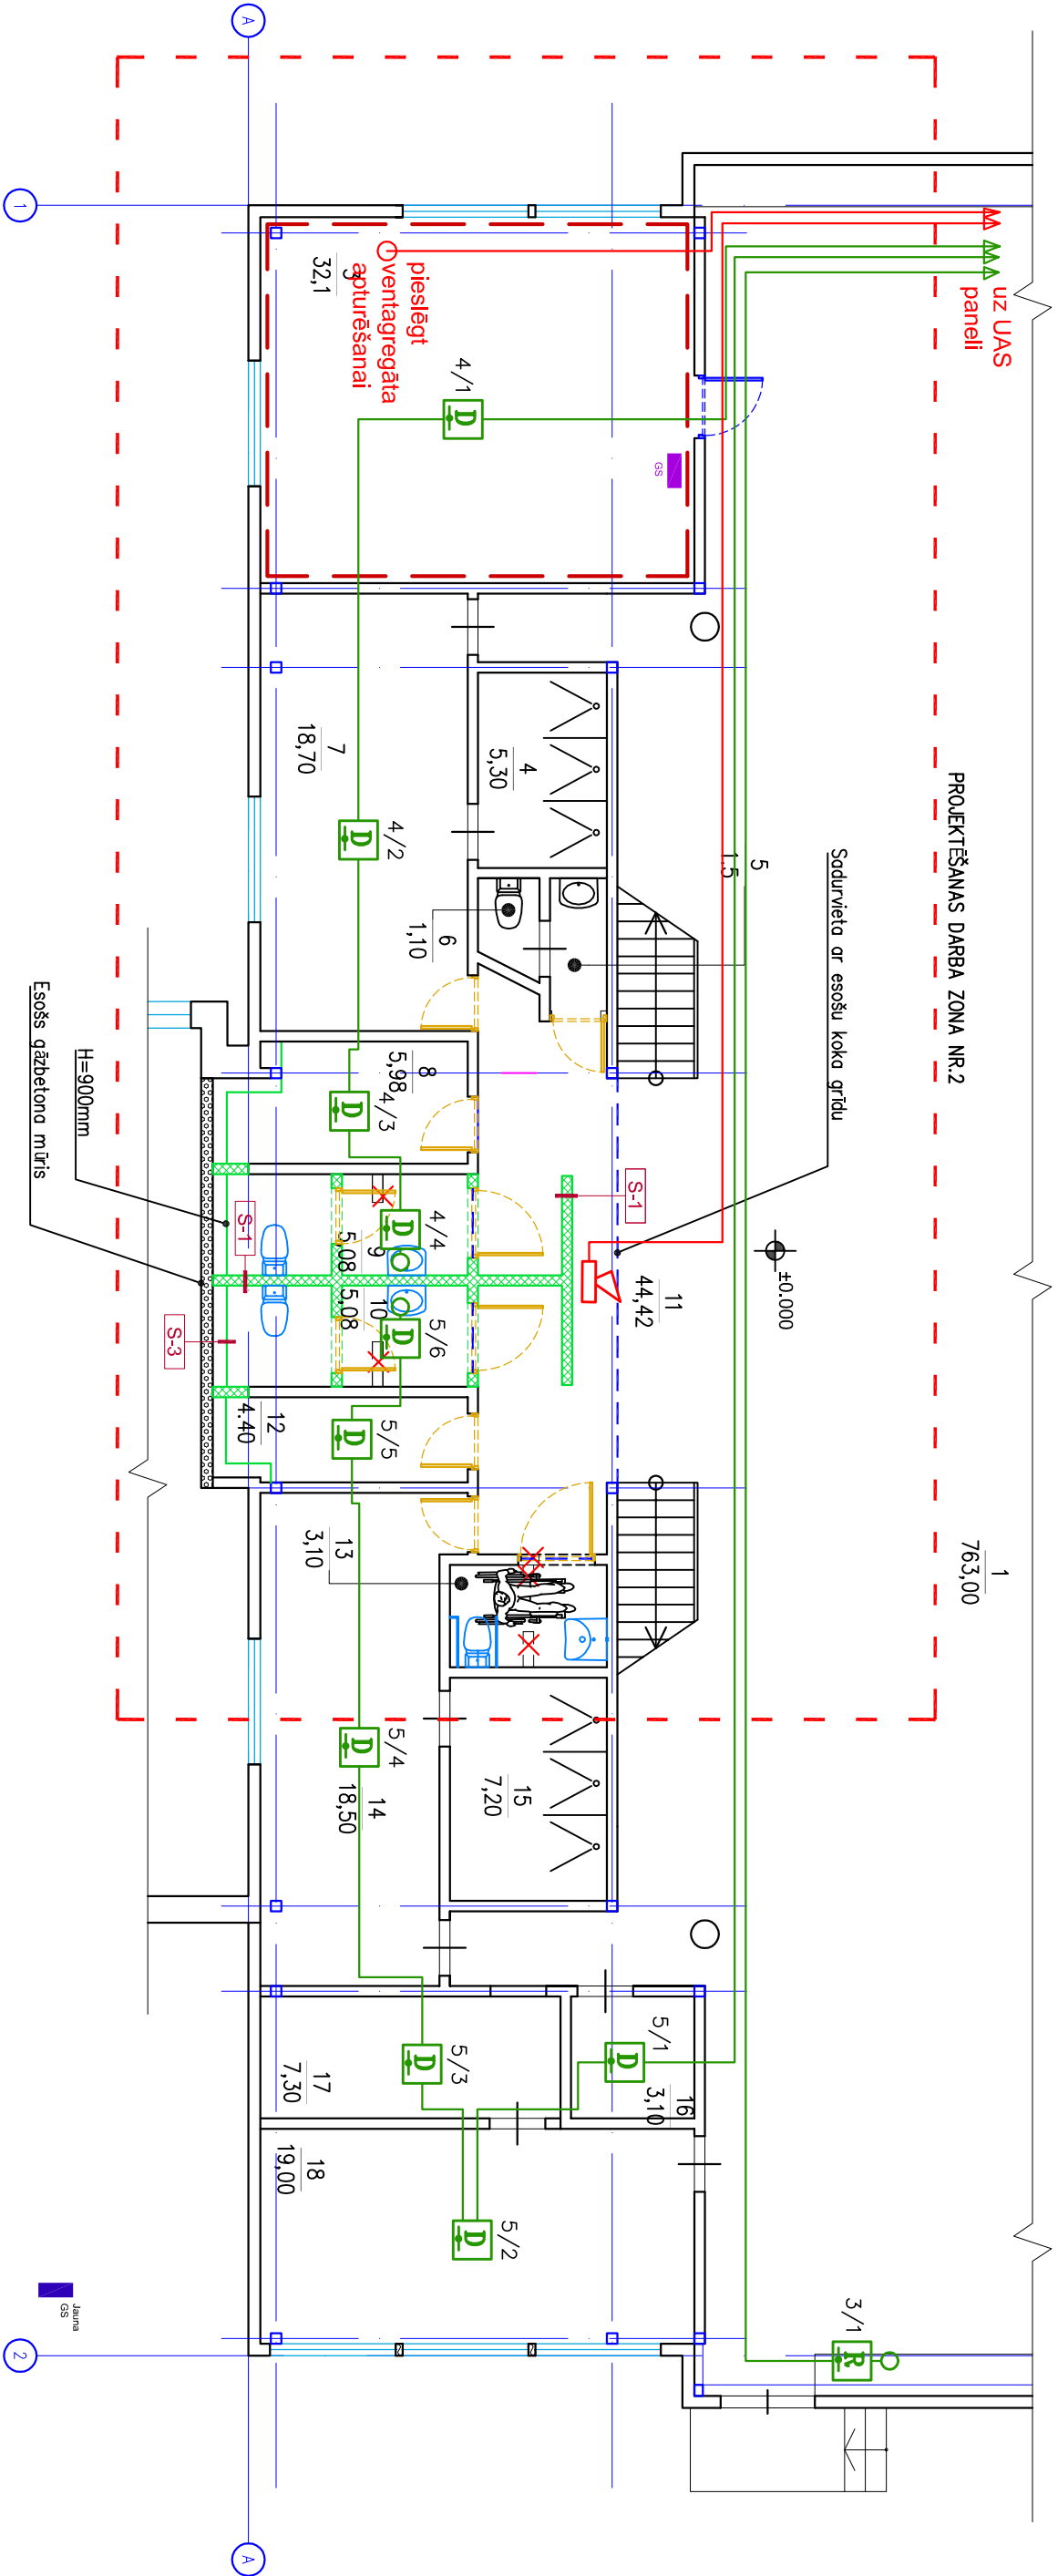 A
1
uz UAS
paneli
pieslēgt
ventagregāta
apturēšanai
3
32,1
4/1
D
GS
PROJEKTĒŠANAS DARBA ZONA NR.2
Sadurvieta ar esošu koka grīdu
7
18,70
4
5,30
4/2
D
5
1,5
6
1,10
8
5,98
4/3
D
Esošs gāzbetona mūris
H=900mm
S-1
S-1
S-3
4/4
D
9
5,08
10
5,08
5/6
D
11
44,42
±0.000
12
4.40
5/5
D
13
3,10
1
763,00
5/4
D
14
18,50
15
7,20
5/1
D
16
3,10
5/3
D
17
7,30
18
19,00
5/2
D
3/1
R
Jauna
GS
2
A